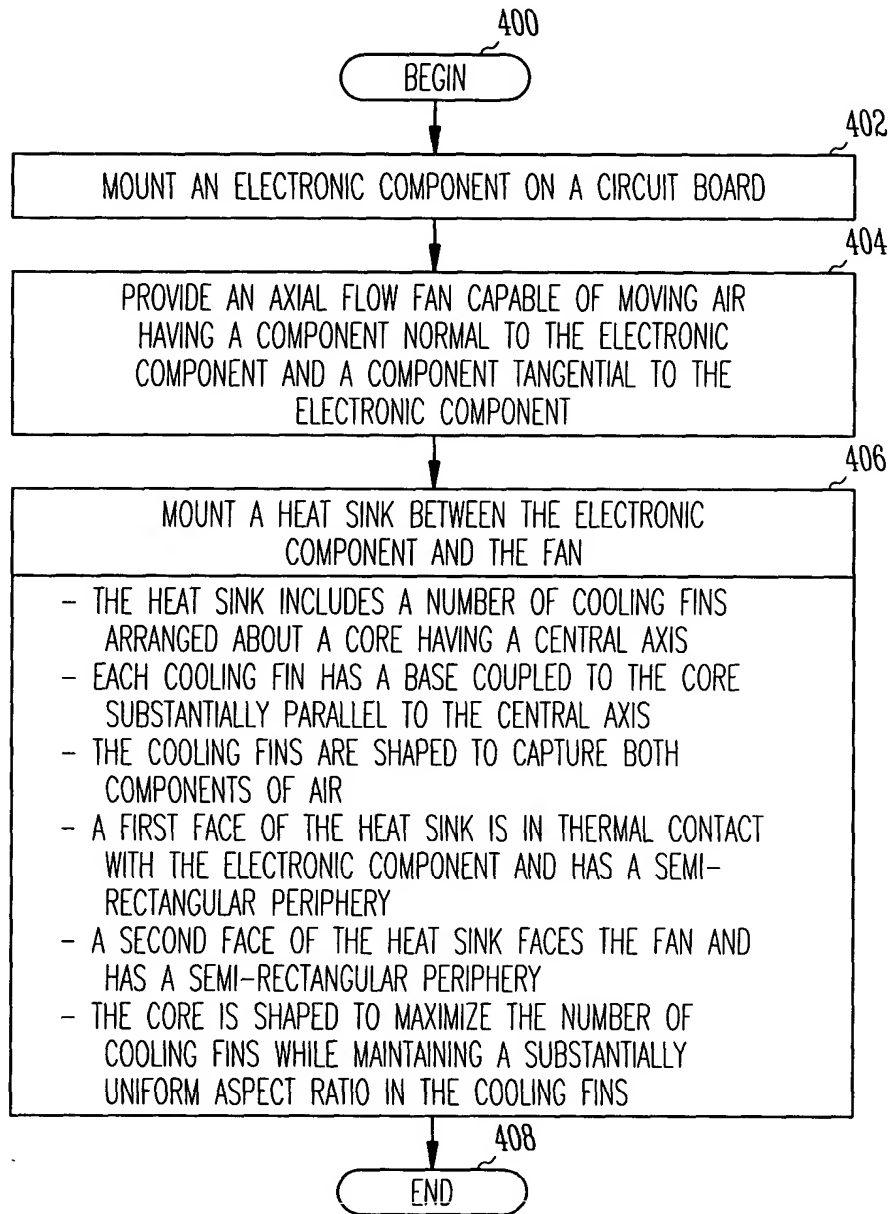 400
BEGIN
402
MOUNT AN ELECTRONIC COMPONENT ON A CIRCUIT BOARD
404
PROVIDE AN AXIAL FLOW FAN CAPABLE OF MOVING AIR
HAVING A COMPONENT NORMAL TO THE ELECTRONIC
COMPONENT AND A COMPONENT TANGENTIAL TO THE
ELECTRONIC COMPONENT
406
MOUNT A HEAT SINK BETWEEN THE ELECTRONIC
COMPONENT AND THE FAN
– THE HEAT SINK INCLUDES A NUMBER OF COOLING FINS
ARRANGED ABOUT A CORE HAVING A CENTRAL AXIS
– EACH COOLING FIN HAS A BASE COUPLED TO THE CORE
SUBSTANTIALLY PARALLEL TO THE CENTRAL AXIS
– THE COOLING FINS ARE SHAPED TO CAPTURE BOTH
COMPONENTS OF AIR
– A FIRST FACE OF THE HEAT SINK IS IN THERMAL CONTACT
WITH THE ELECTRONIC COMPONENT AND HAS A SEMI–
RECTANGULAR PERIPHERY
– A SECOND FACE OF THE HEAT SINK FACES THE FAN AND
HAS A SEMI–RECTANGULAR PERIPHERY
– THE CORE IS SHAPED TO MAXIMIZE THE NUMBER OF
COOLING FINS WHILE MAINTAINING A SUBSTANTIALLY
UNIFORM ASPECT RATIO IN THE COOLING FINS
408
END